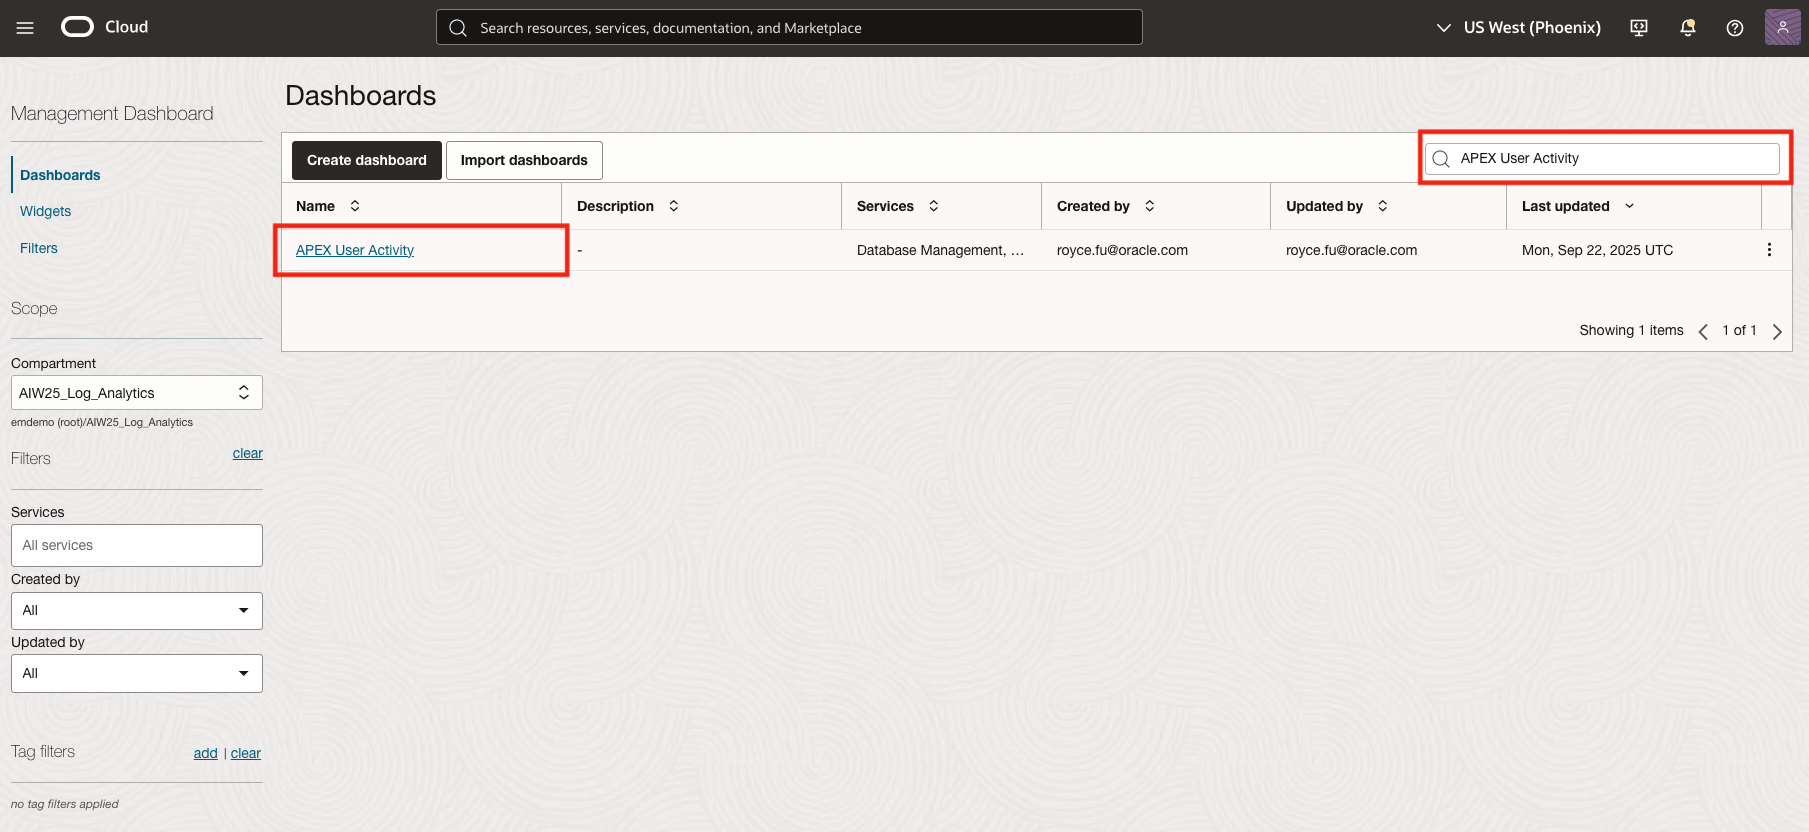 Cloud
Search resources, services, documentation, and Marketplace
US West (Phoenix)
Management Dashboard
Dashboards
Widgets
Filters
Scope
Compartment
AIW25_Log_Analytics
emdemo (root)/AIW25_Log_Analytics
Filters clear
Services
All services
Created by
All
Updated by
All
Tag filters add | clear
no tag filters applied
Dashboards
Create dashboard Import dashboards APEX User Activity
Name Description Services Created by Updated by Last updated
APEX User Activity - Database Management, ... royce.fu@oracle.com royce.fu@oracle.com Mon, Sep 22, 2025 UTC
Showing 1 items 1 of 1